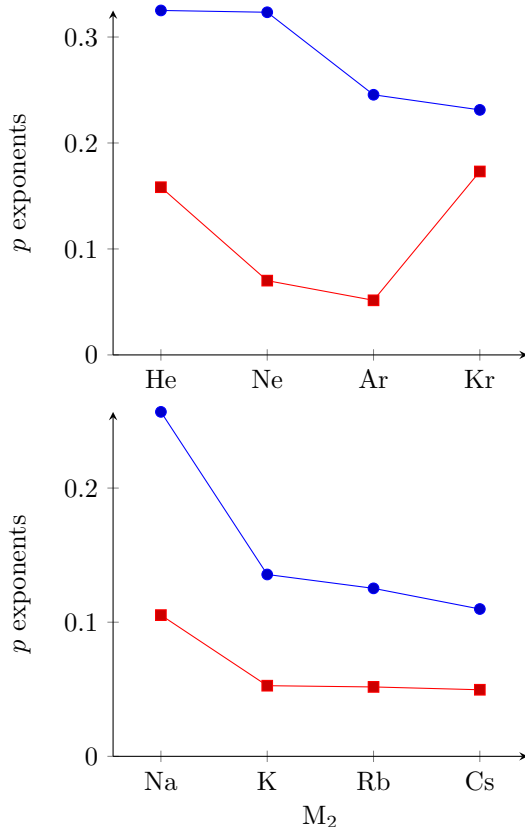 0.3
0.2
0.1
0
p exponents
He Ne Ar Kr
0.2
0.1
0
p exponents
Na K Rb Cs
M₂